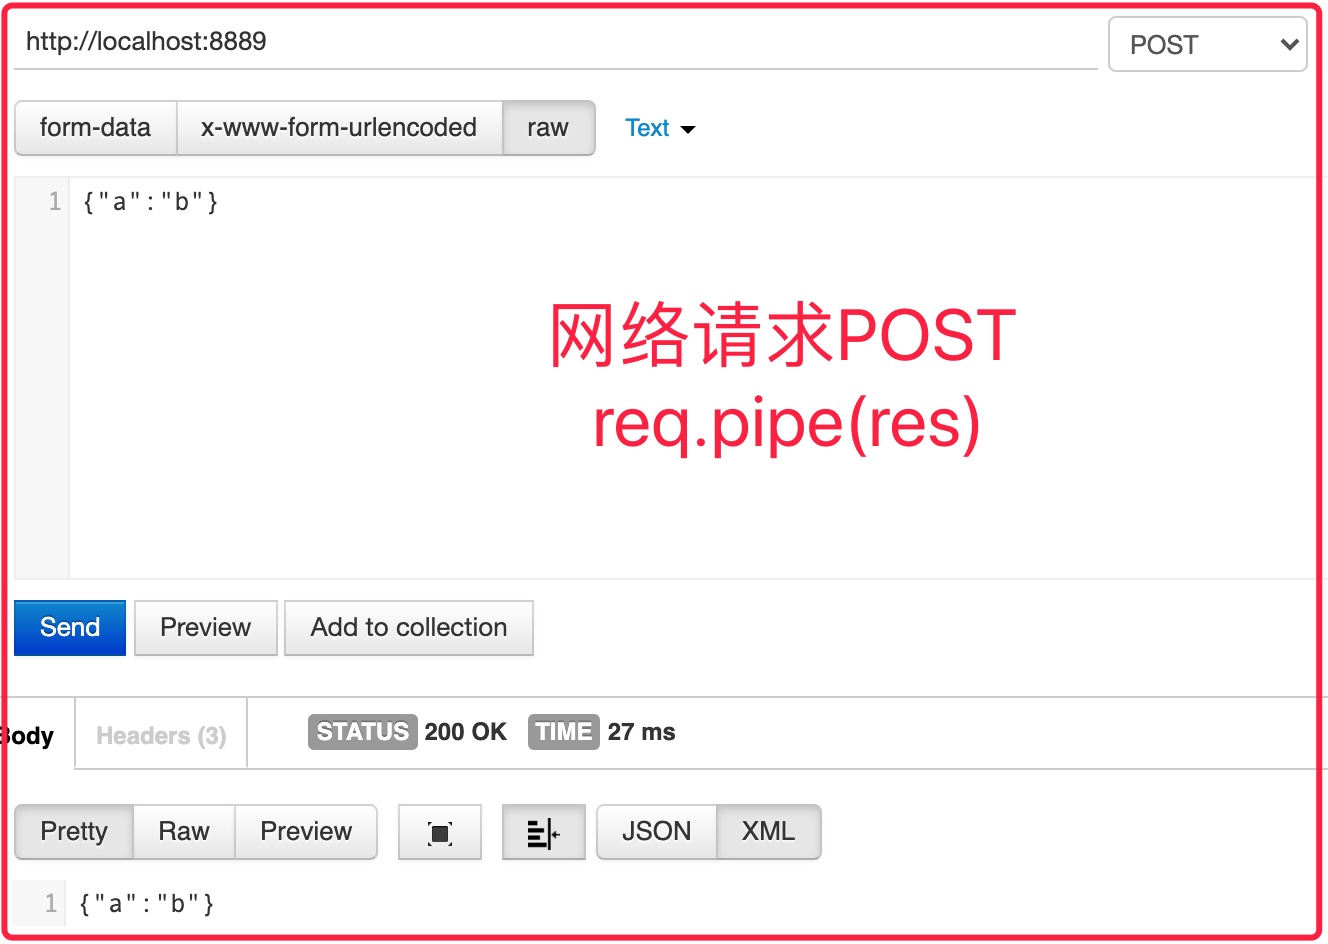 http://localhost:8889 POST
form-data x-www-form-urlencoded raw Text
1 {"a":"b"}
网络请求POST
req.pipe(res)
Send Preview Add to collection
Body Headers (3) STATUS 200 OK TIME 27 ms
Pretty Raw Preview JSON XML
1 {"a":"b"}